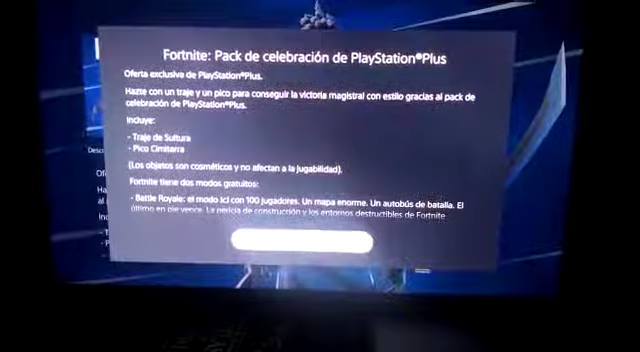 Fortnite: Pack de celebración de PlayStation®Plus
Oferta exclusiva de PlayStation®Plus.
Hazte con un traje y un pico para conseguir la victoria magistral con estilo gracias al pack de
celebración de PlayStation®Plus.
Incluye:
- Traje de Sultura
- Pico Cimitarra
(Los objetos son cosméticos y no afectan a la jugabilidad).
Fortnite tiene dos modos gratuitos:
- Battle Royale: el modo JcJ con 100 jugadores. Un mapa enorme. Un autobús de batalla. El
último en pie vence. La pericia de construcción y los entornos destructibles de Fortnite